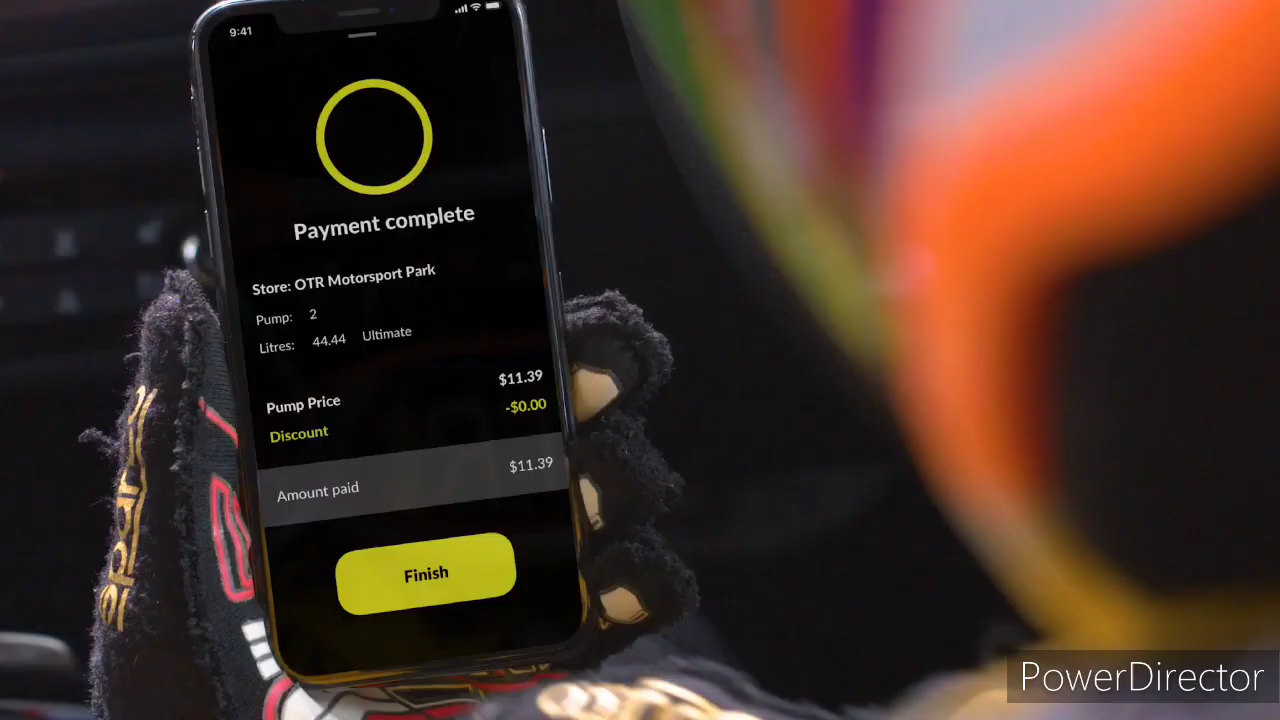 9:41
Payment complete
Store: OTR Motorsport Park
Pump: 2
Litres: 44.44 Ultimate
Pump Price $11.39
Discount -$0.00
Amount paid $11.39
Finish
PowerDirector